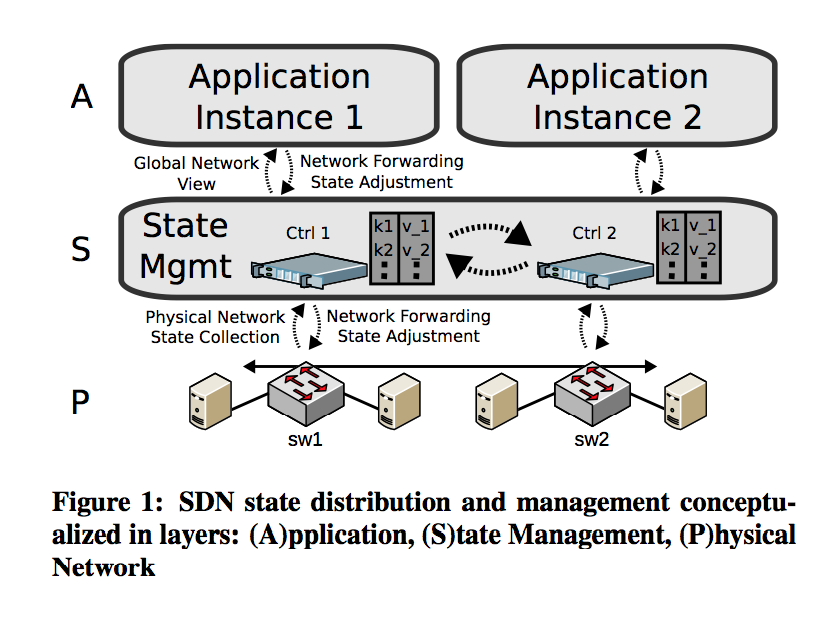 A
Application
Instance 1
Application
Instance 2
Global Network
View
Network Forwarding
State Adjustment
S
State
Mgmt
Ctrl 1
k1 v_1
k2 v_2
Ctrl 2
k1 v_1
k2 v_2
Physical Network
State Collection
Network Forwarding
State Adjustment
P
sw1
sw2
Figure 1: SDN state distribution and management conceptu-
alized in layers: (A)pplication, (S)tate Management, (P)hysical
Network